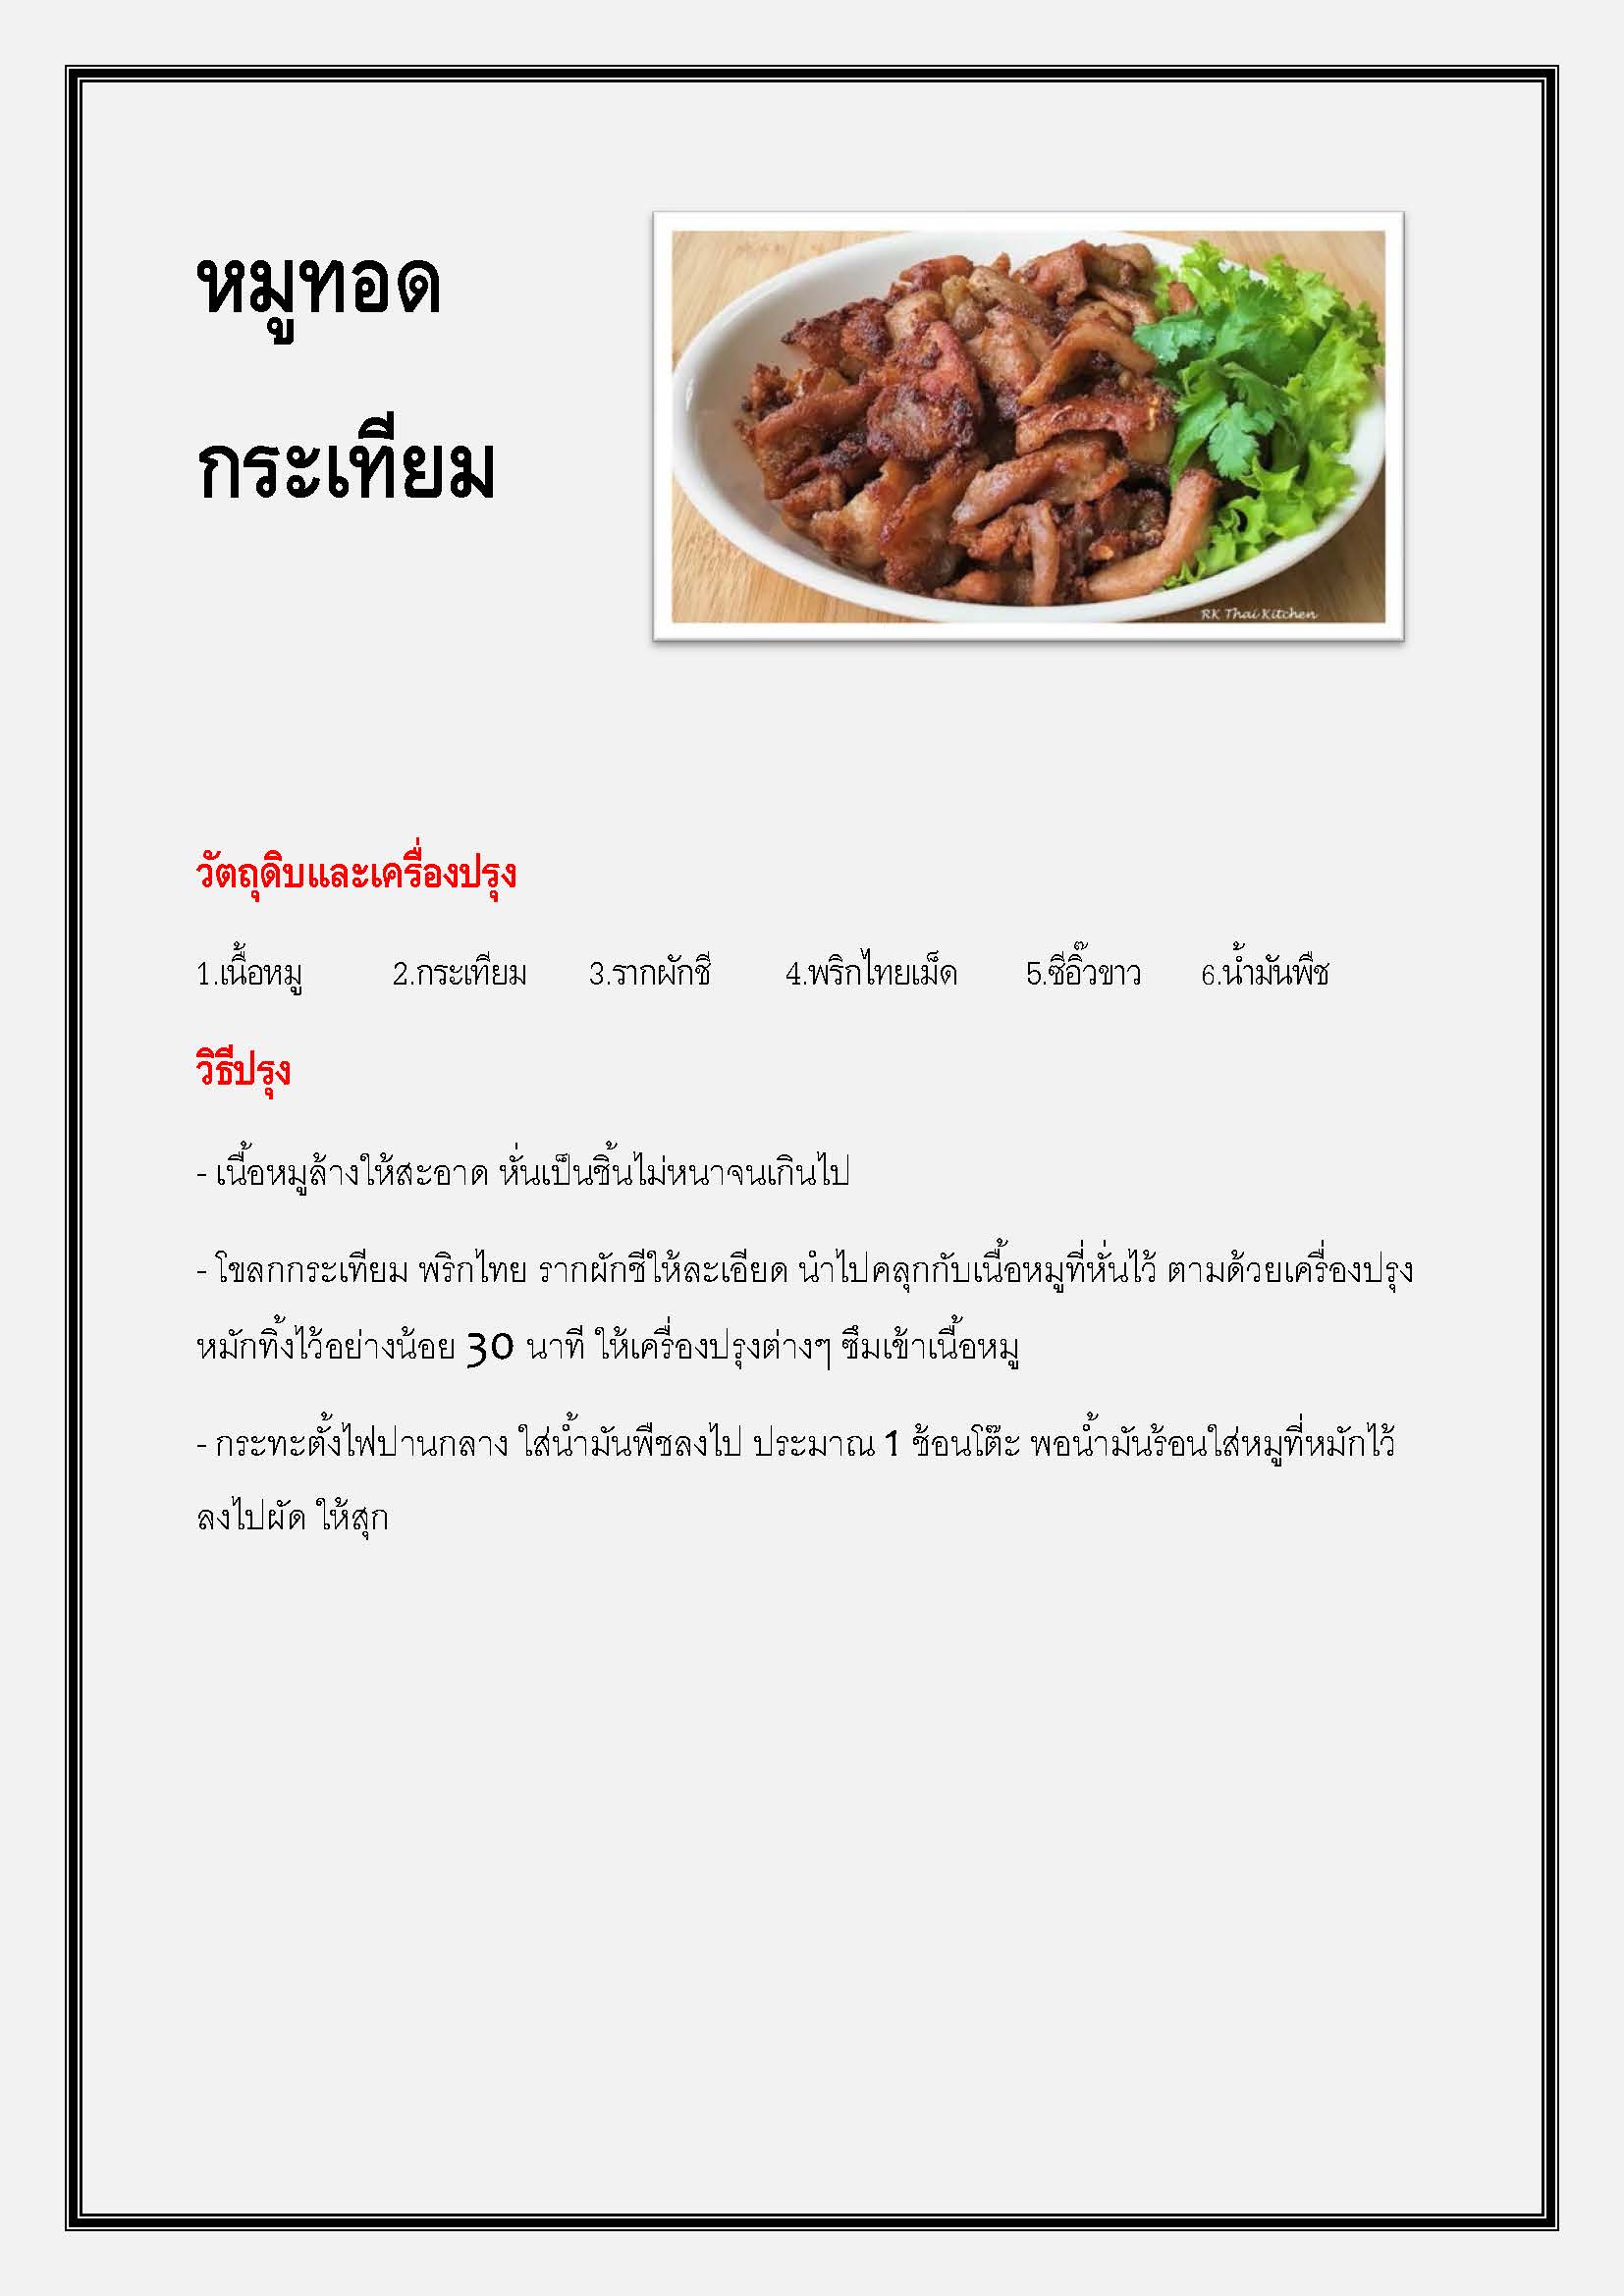 หมูทอด
กระเทียม
RK Thai Kitchen
วัตถุดิบและเครื่องปรุง
1.เนื้อหมู 2.กระเทียม 3.รากผักชี 4.พริกไทยเม็ด 5.ซีอิ๊วขาว 6.น้ำมันพืช
วิธีปรุง
- เนื้อหมูล้างให้สะอาด หั่นเป็นชิ้นไม่หนาจนเกินไป
- โขลกกระเทียม พริกไทย รากผักชีให้ละเอียด นำไปคลุกกับเนื้อหมูที่หั่นไว้ ตามด้วยเครื่องปรุง
หมักทิ้งไว้อย่างน้อย 30 นาที ให้เครื่องปรุงต่างๆ ซึมเข้าเนื้อหมู
- กระทะตั้งไฟปานกลาง ใส่น้ำมันพืชลงไป ประมาณ 1 ช้อนโต๊ะ พอน้ำมันร้อนใส่หมูที่หมักไว้
ลงไปผัด ให้สุก